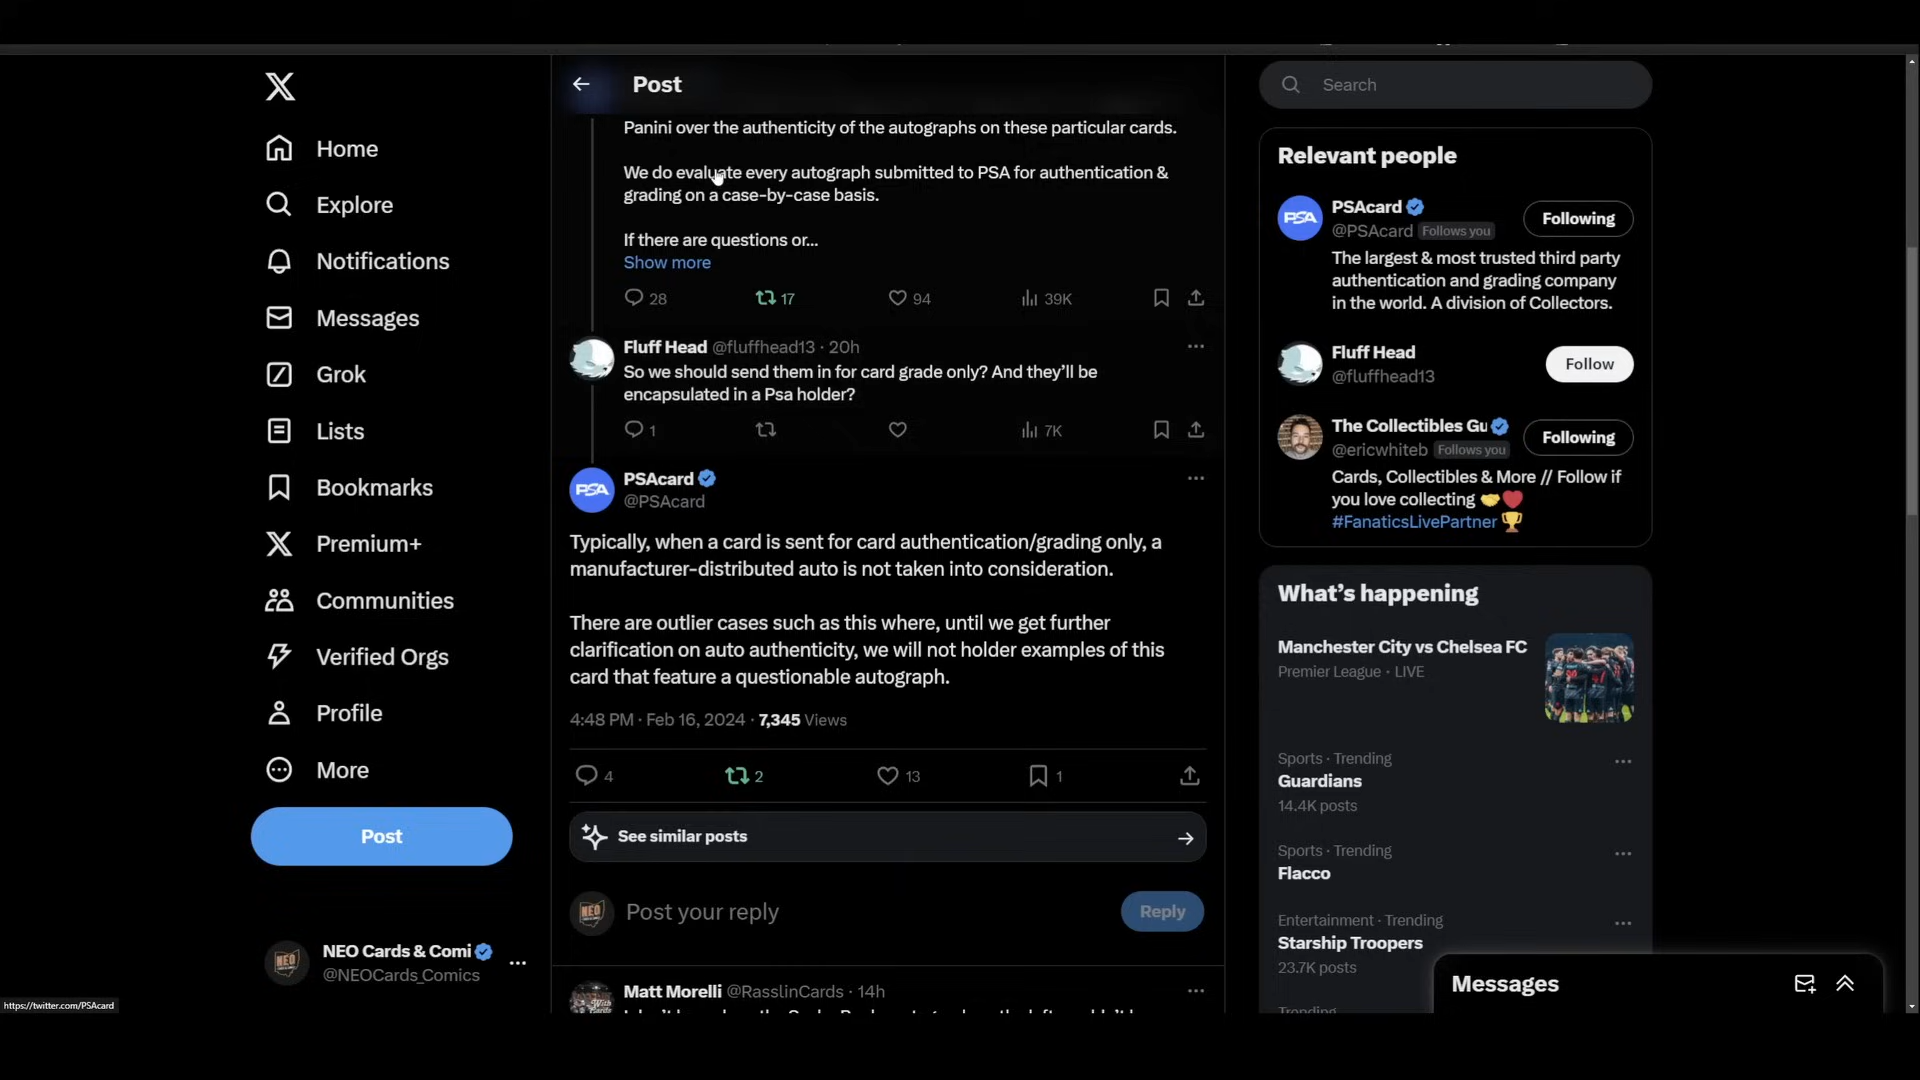 Home
Explore
Notifications
Messages
Grok
Lists
Bookmarks
Premium+
Communities
Verified Orgs
Profile
More
Post
NEO Cards & Comi
@NEOCards_Comics
https://twitter.com/PSAcard
Post
Panini over the authenticity of the autographs on these particular cards.
We do evaluate every autograph submitted to PSA for authentication &
grading on a case-by-case basis.
If there are questions or...
Show more
28 17 94 39K
Fluff Head @fluffhead13 · 20h
So we should send them in for card grade only? And they’ll be
encapsulated in a Psa holder?
1 7K
PSA
PSAcard
@PSAcard
Typically, when a card is sent for card authentication/grading only, a
manufacturer-distributed auto is not taken into consideration.
There are outlier cases such as this where, until we get further
clarification on auto authenticity, we will not holder examples of this
card that feature a questionable autograph.
4:48 PM · Feb 16, 2024 · 7,345 Views
4 2 13 1
See similar posts
NEO
Post your reply
Reply
Matt Morelli @RasslinCards · 14h
Search
Relevant people
PSA
PSAcard
@PSAcard Follows you
Following
The largest & most trusted third party
authentication and grading company
in the world. A division of Collectors.
Fluff Head
@fluffhead13
Follow
The Collectibles Gu
@ericwhiteb Follows you
Following
Cards, Collectibles & More // Follow if
you love collecting
#FanaticsLivePartner
What’s happening
Manchester City vs Chelsea FC
Premier League · LIVE
Sports · Trending
Guardians
14.4K posts
Sports · Trending
Flacco
Entertainment · Trending
Starship Troopers
23.7K posts
Trending
Messages